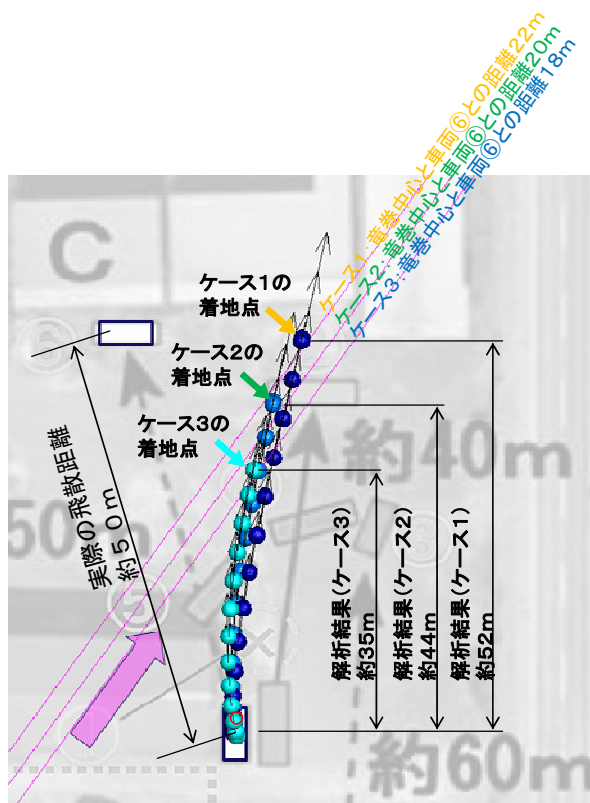 ケース1:竜巻中心と車両⑥との距離22m
ケース2:竜巻中心と車両⑥との距離20m
ケース3:竜巻中心と車両⑥との距離18m
C
⑥
ケース1の
着地点
ケース2の
着地点
ケース3の
着地点
実際の飛散距離
約50m
約40m
50m
⑤
解析結果(ケース3)
約35m
解析結果(ケース2)
約44m
解析結果(ケース1)
約52m
約60m